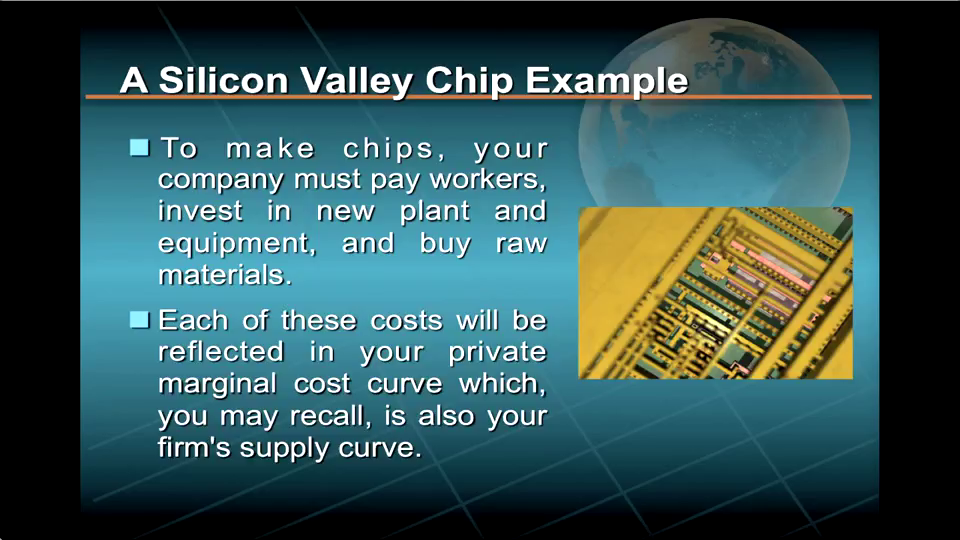 A Silicon Valley Chip Example
To make chips, your
company must pay workers,
invest in new plant and
equipment, and buy raw
materials.
Each of these costs will be
reflected in your private
marginal cost curve which,
you may recall, is also your
firm's supply curve.